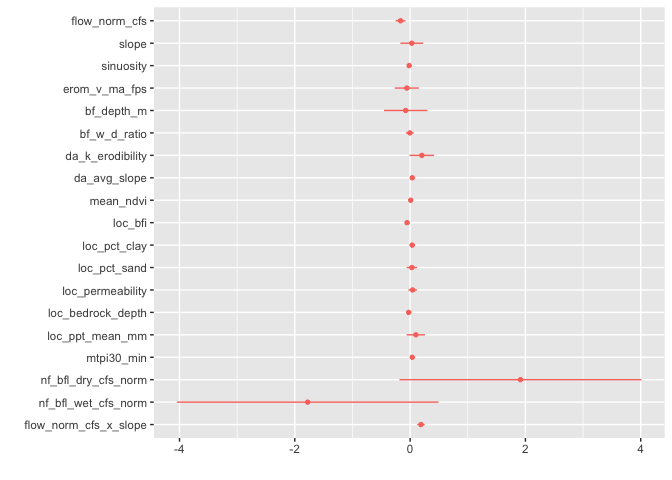 flow_norm_cfs
slope
sinuosity
erom_v_ma_fps
bf_depth_m
bf_w_d_ratio
da_k_erodibility
da_avg_slope
mean_ndvi
loc_bfi
loc_pct_clay
loc_pct_sand
loc_permeability
loc_bedrock_depth
loc_ppt_mean_mm
mtpi30_min
nf_bfl_dry_cfs_norm
nf_bfl_wet_cfs_norm
flow_norm_cfs_x_slope
-4 -2 0 2 4